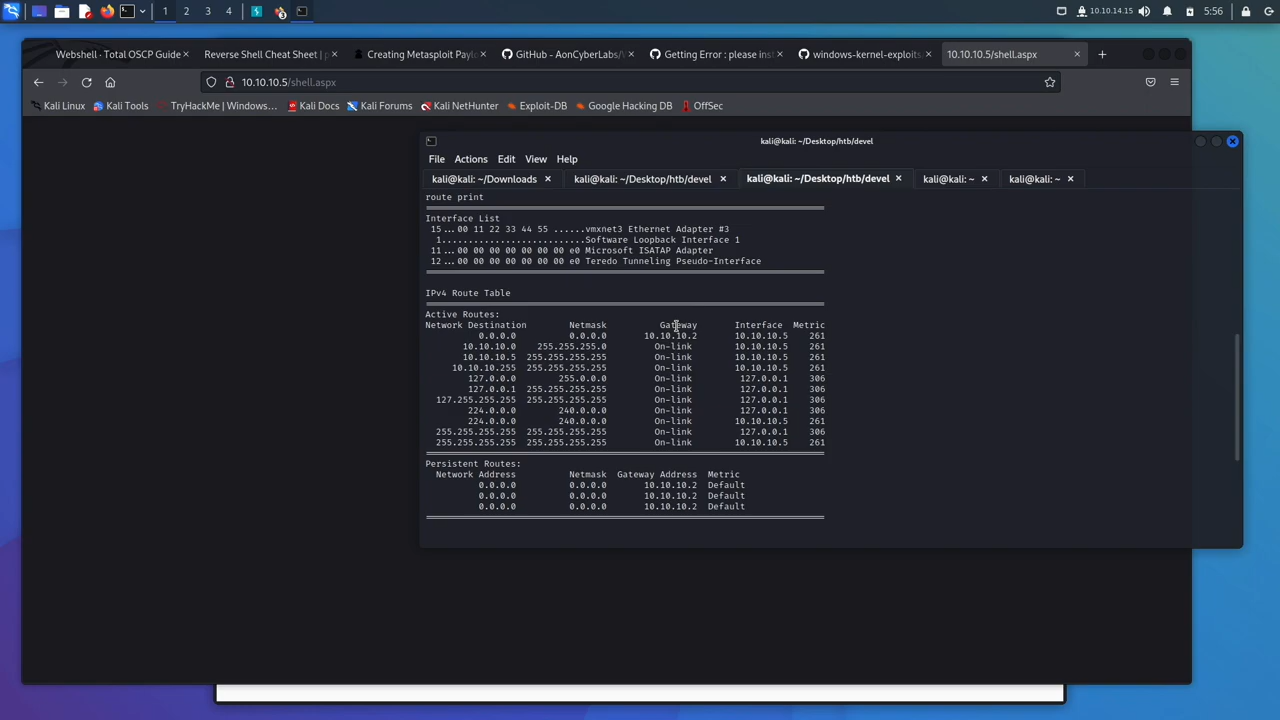 1 2 3 4 10.10.14.15 5:56
Webshell · Total OSCP Guide × Reverse Shell Cheat Sheet | p × Creating Metasploit Paylo × GitHub - AonCyberLabs/V × Getting Error : please inst × windows-kernel-exploits × 10.10.10.5/shell.aspx × +
10.10.10.5/shell.aspx
Kali Linux Kali Tools TryHackMe | Windows… Kali Docs Kali Forums Kali NetHunter Exploit-DB Google Hacking DB OffSec
kali@kali: ~/Desktop/htb/devel
File Actions Edit View Help
kali@kali: ~/Downloads × kali@kali: ~/Desktop/htb/devel × kali@kali: ~/Desktop/htb/devel × kali@kali: ~ × kali@kali: ~ ×
route print
===========================================================================
Interface List
15...00 11 22 33 44 55 ......vmxnet3 Ethernet Adapter #3
1...........................Software Loopback Interface 1
11...00 00 00 00 00 00 00 e0 Microsoft ISATAP Adapter
12...00 00 00 00 00 00 00 e0 Teredo Tunneling Pseudo-Interface
===========================================================================
IPv4 Route Table
===========================================================================
Active Routes:
Network Destination Netmask Gateway Interface Metric
0.0.0.0 0.0.0.0 10.10.10.2 10.10.10.5 261
10.10.10.0 255.255.255.0 On-link 10.10.10.5 261
10.10.10.5 255.255.255.255 On-link 10.10.10.5 261
10.10.10.255 255.255.255.255 On-link 10.10.10.5 261
127.0.0.0 255.0.0.0 On-link 127.0.0.1 306
127.0.0.1 255.255.255.255 On-link 127.0.0.1 306
127.255.255.255 255.255.255.255 On-link 127.0.0.1 306
224.0.0.0 240.0.0.0 On-link 127.0.0.1 306
224.0.0.0 240.0.0.0 On-link 10.10.10.5 261
255.255.255.255 255.255.255.255 On-link 127.0.0.1 306
255.255.255.255 255.255.255.255 On-link 10.10.10.5 261
===========================================================================
Persistent Routes:
Network Address Netmask Gateway Address Metric
0.0.0.0 0.0.0.0 10.10.10.2 Default
0.0.0.0 0.0.0.0 10.10.10.2 Default
0.0.0.0 0.0.0.0 10.10.10.2 Default
===========================================================================